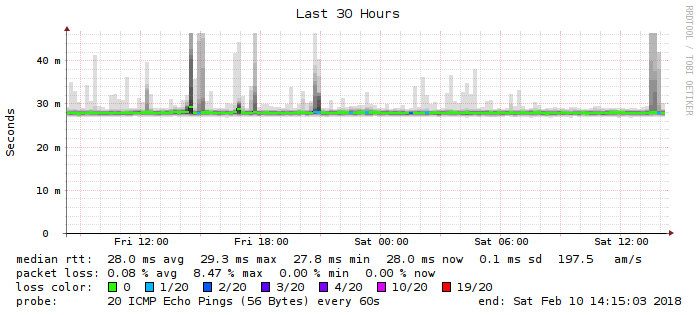 Last 30 Hours
RRDTOOL / TOBI OETIKER
Seconds
40 m
30 m
20 m
10 m
0
Fri 12:00 Fri 18:00 Sat 00:00 Sat 06:00 Sat 12:00
median rtt: 28.0 ms avg 29.3 ms max 27.8 ms min 28.0 ms now 0.1 ms sd 197.5 am/s
packet loss: 0.08 % avg 8.47 % max 0.00 % min 0.00 % now
loss color: 0 1/20 2/20 3/20 4/20 10/20 19/20
probe: 20 ICMP Echo Pings (56 Bytes) every 60s end: Sat Feb 10 14:15:03 2018